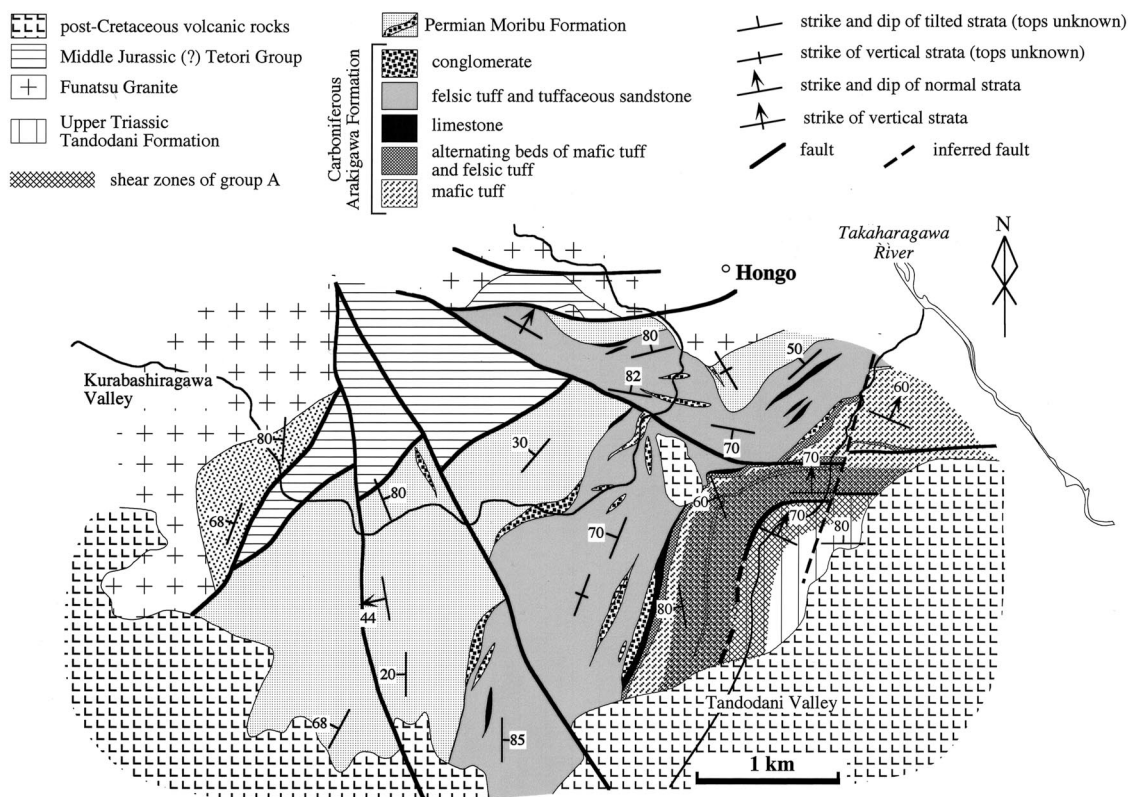 post-Cretaceous volcanic rocks
Middle Jurassic (?) Tetori Group
Funatsu Granite
Upper Triassic
Tandodani Formation
shear zones of group A
Carboniferous
Arakigawa Formation
Permian Moribu Formation
conglomerate
felsic tuff and tuffaceous sandstone
limestone
alternating beds of mafic tuff
and felsic tuff
mafic tuff
strike and dip of tilted strata (tops unknown)
strike of vertical strata (tops unknown)
strike and dip of normal strata
strike of vertical strata
fault
inferred fault
Takaharagawa
River
N
Hongo
80
50
82
60
Kurabashiragawa
Valley
80
30
70
70
80
60
68
70
70
80
44
80
20
68
85
Tandodani Valley
1 km